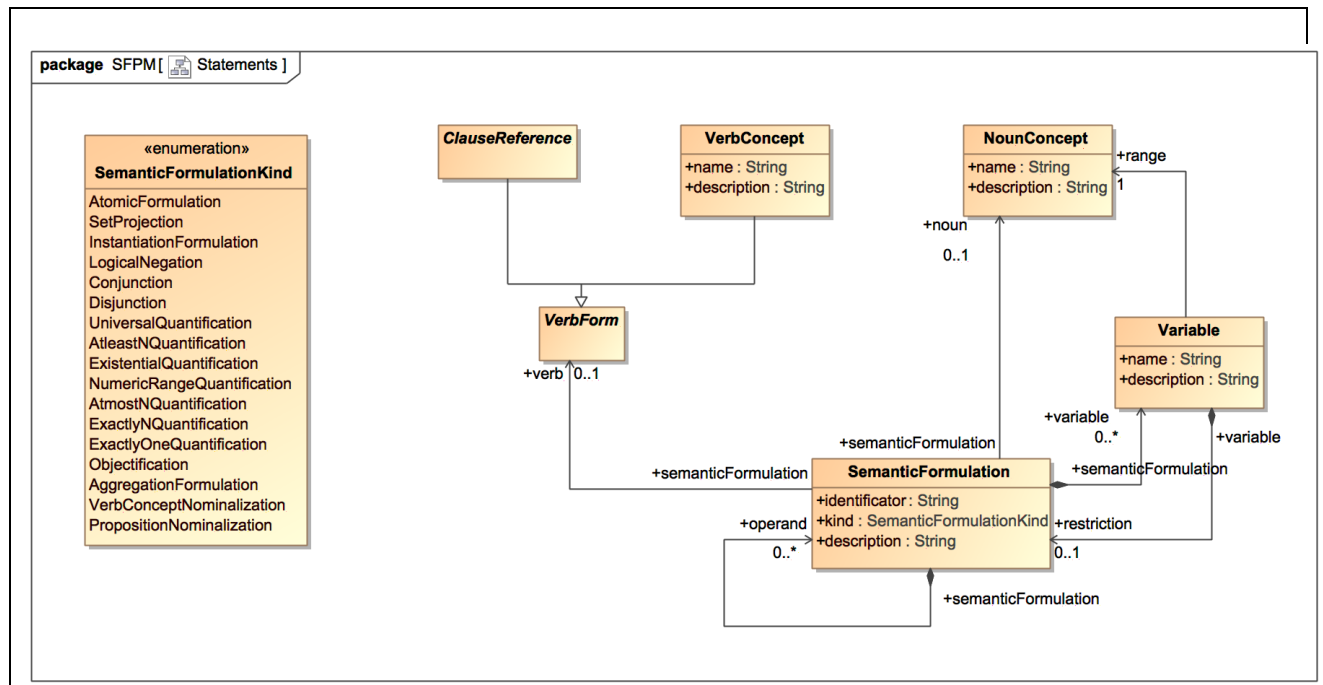 package SFPM[ Statements ]
«enumeration»
SemanticFormulationKind
AtomicFormulation
SetProjection
InstantiationFormulation
LogicalNegation
Conjunction
Disjunction
UniversalQuantification
AtleastNQuantification
ExistentialQuantification
NumericRangeQuantification
AtmostNQuantification
ExactlyNQuantification
ExactlyOneQuantification
Objectification
AggregationFormulation
VerbConceptNominalization
PropositionNominalization
ClauseReference
VerbConcept
+name : String
+description : String
NounConcept
+name : String
+description : String
+range
1
+noun
0..1
VerbForm
+verb 0..1
Variable
+name : String
+description : String
+variable
0..*
+variable
+semanticFormulation
+semanticFormulation
+semanticFormulation
SemanticFormulation
+identificator : String
+kind : SemanticFormulationKind
+description : String
+operand
0..*
+restriction
0..1
+semanticFormulation